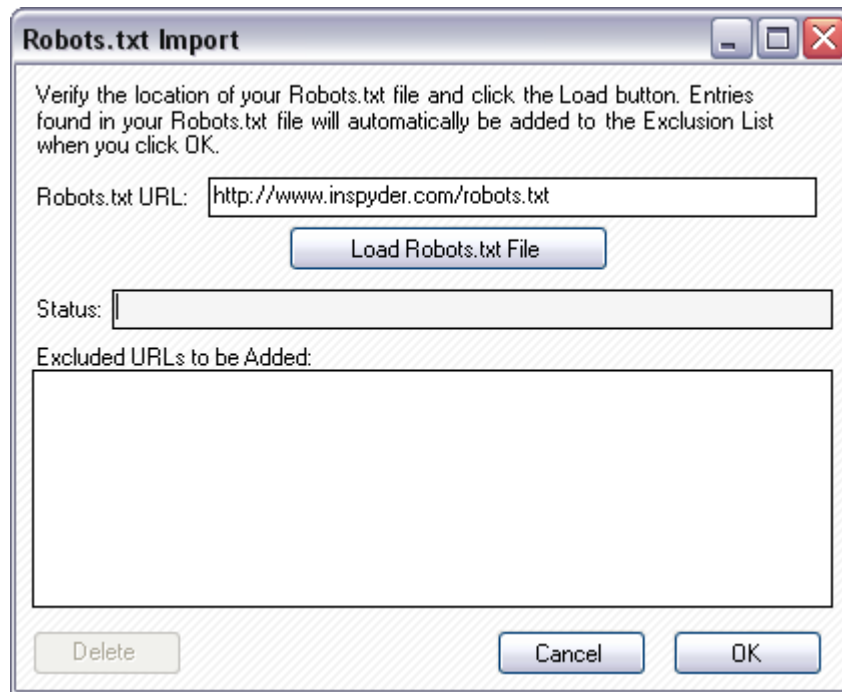 Robots.txt Import
Verify the location of your Robots.txt file and click the Load button. Entries
found in your Robots.txt file will automatically be added to the Exclusion List
when you click OK.
Robots.txt URL: http://www.inspyder.com/robots.txt
Load Robots.txt File
Status:
Excluded URLs to be Added:
Delete Cancel OK